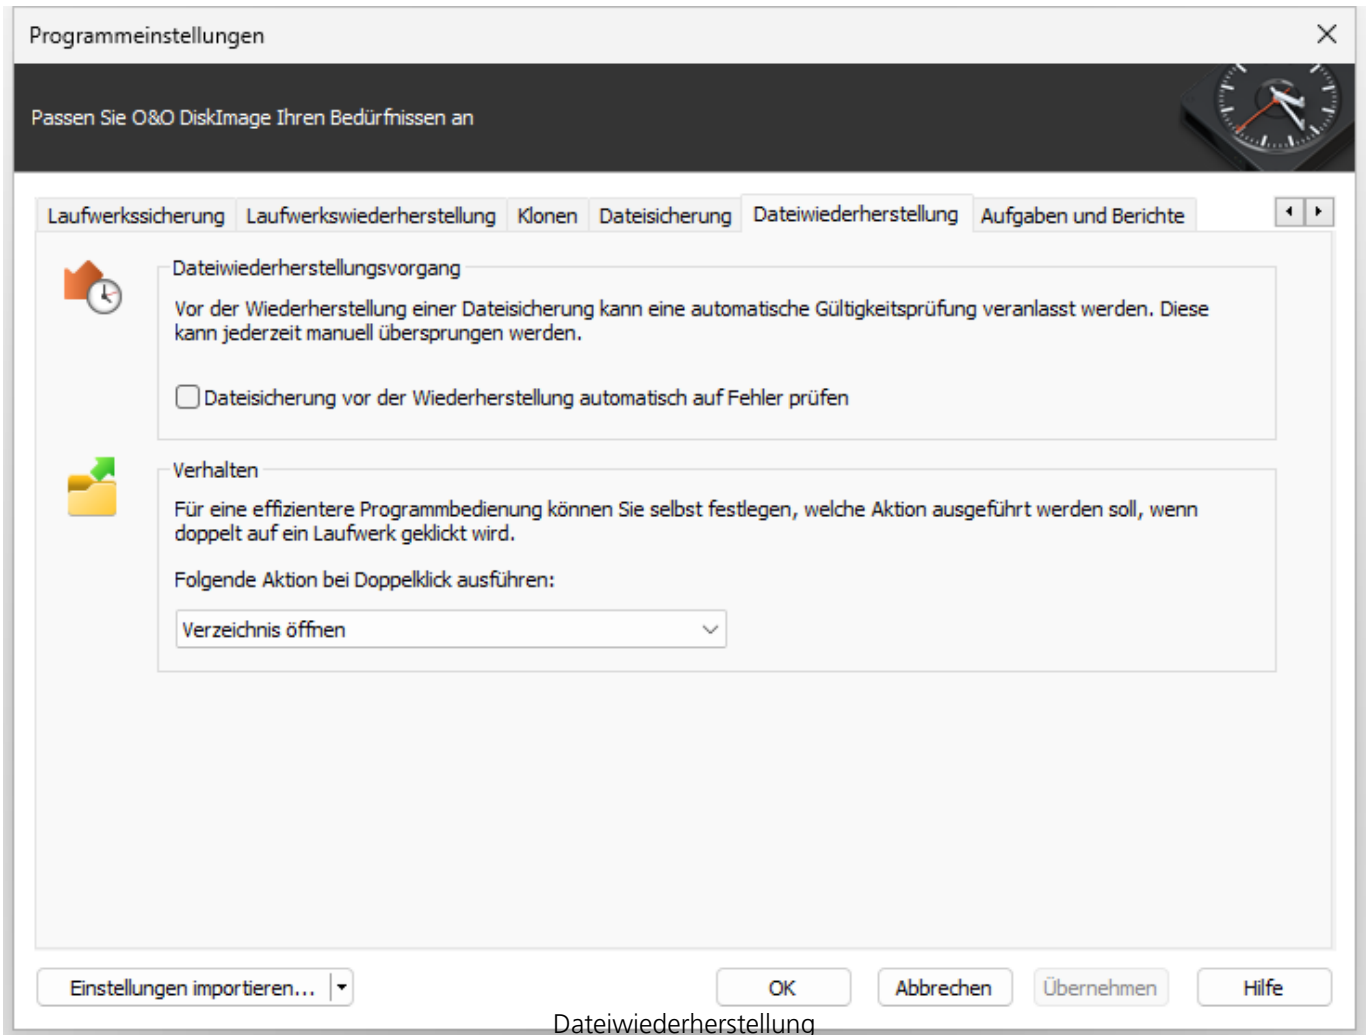 Programmeinstellungen
Passen Sie O&O DiskImage Ihren Bedürfnissen an
Laufwerkssicherung Laufwerkswiederherstellung Klonen Dateisicherung Dateiwiederherstellung Aufgaben und Berichte
Dateiwiederherstellungsvorgang
Vor der Wiederherstellung einer Dateisicherung kann eine automatische Gültigkeitsprüfung veranlasst werden. Diese
kann jederzeit manuell übersprungen werden.
Dateisicherung vor der Wiederherstellung automatisch auf Fehler prüfen
Verhalten
Für eine effizientere Programmbedienung können Sie selbst festlegen, welche Aktion ausgeführt werden soll, wenn
doppelt auf ein Laufwerk geklickt wird.
Folgende Aktion bei Doppelklick ausführen:
Verzeichnis öffnen
Einstellungen importieren... OK Abbrechen Übernehmen Hilfe
Dateiwiederherstellung